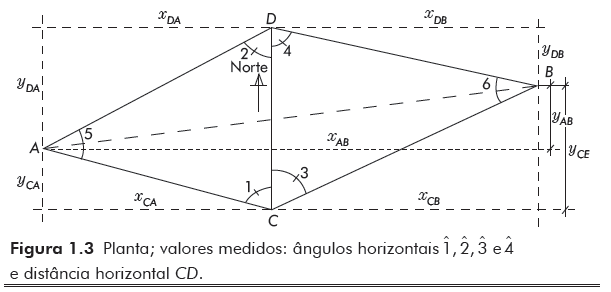 x_DA D x_DB
2 4 y_DB
Norte B
y_DA 6
5 y_AB
A x_AB y_CE
y_CA 1 3
x_CA x_CB
C
Figura 1.3 Planta; valores medidos: ângulos horizontais 1̂, 2̂, 3̂ e 4̂
e distância horizontal CD.